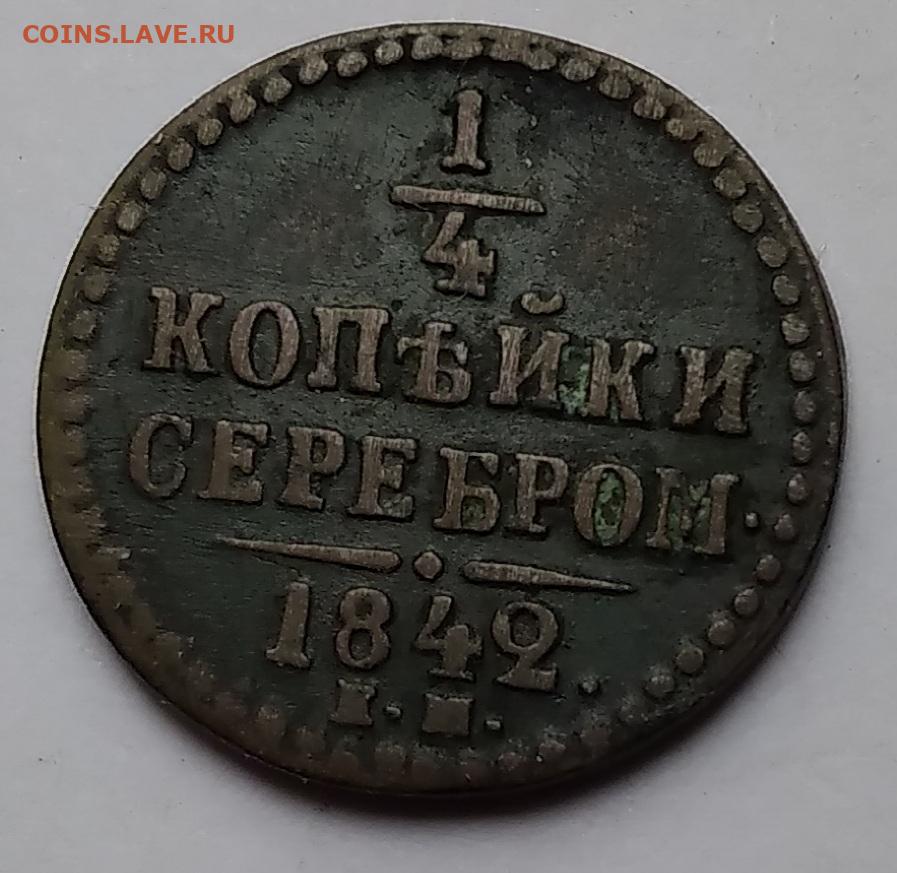 COINS.LAVE.RU
1
4
КОПѢЙКИ
СЕРЕБРОМ.
1842.